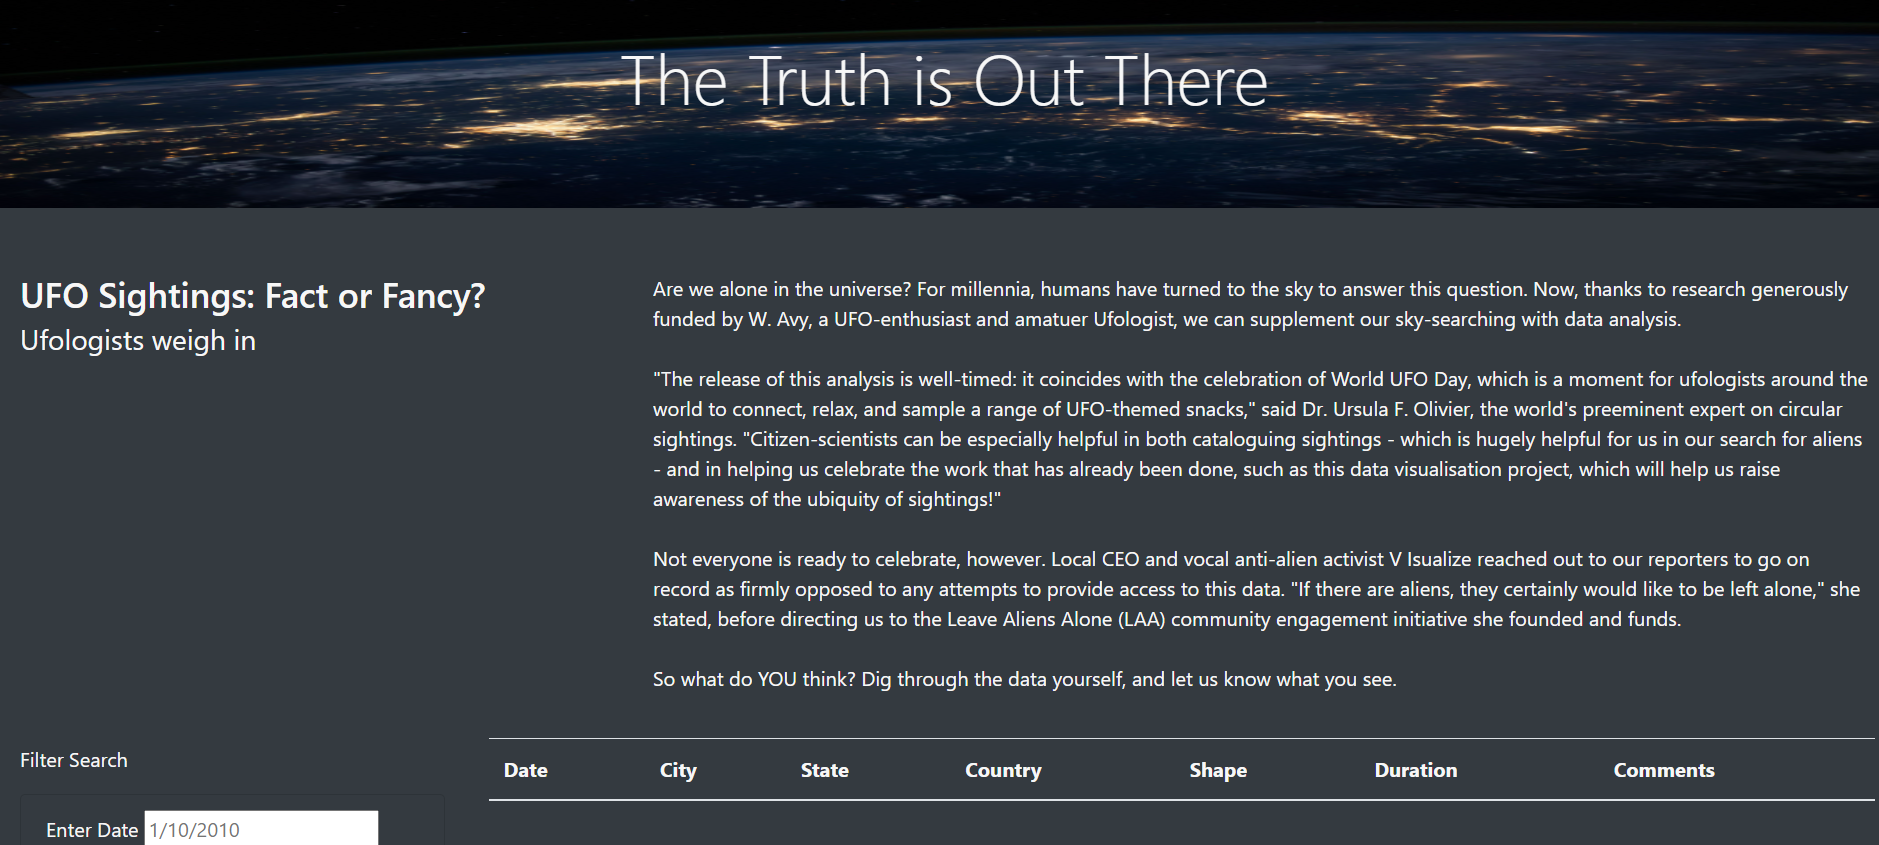 The Truth is Out There
UFO Sightings: Fact or Fancy?
Ufologists weigh in
Are we alone in the universe? For millennia, humans have turned to the sky to answer this question. Now, thanks to research generously
funded by W. Avy, a UFO-enthusiast and amatuer Ufologist, we can supplement our sky-searching with data analysis.
"The release of this analysis is well-timed: it coincides with the celebration of World UFO Day, which is a moment for ufologists around the
world to connect, relax, and sample a range of UFO-themed snacks," said Dr. Ursula F. Olivier, the world's preeminent expert on circular
sightings. "Citizen-scientists can be especially helpful in both cataloguing sightings - which is hugely helpful for us in our search for aliens
- and in helping us celebrate the work that has already been done, such as this data visualisation project, which will help us raise
awareness of the ubiquity of sightings!"
Not everyone is ready to celebrate, however. Local CEO and vocal anti-alien activist V Isualize reached out to our reporters to go on
record as firmly opposed to any attempts to provide access to this data. "If there are aliens, they certainly would like to be left alone," she
stated, before directing us to the Leave Aliens Alone (LAA) community engagement initiative she founded and funds.
So what do YOU think? Dig through the data yourself, and let us know what you see.
Filter Search
Enter Date 1/10/2010
Date City State Country Shape Duration Comments